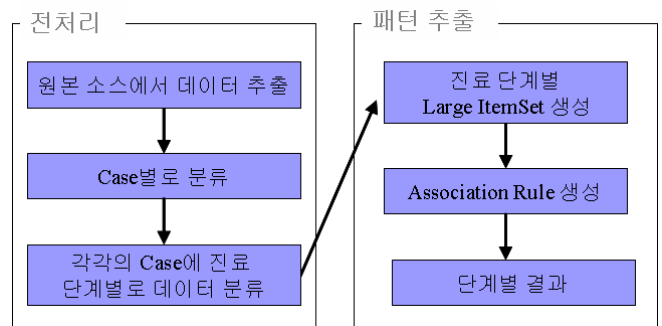 전처리
원본 소스에서 데이터 추출
Case별로 분류
각각의 Case에 진료
단계별로 데이터 분류
패턴 추출
진료 단계별
Large ItemSet 생성
Association Rule 생성
단계별 결과